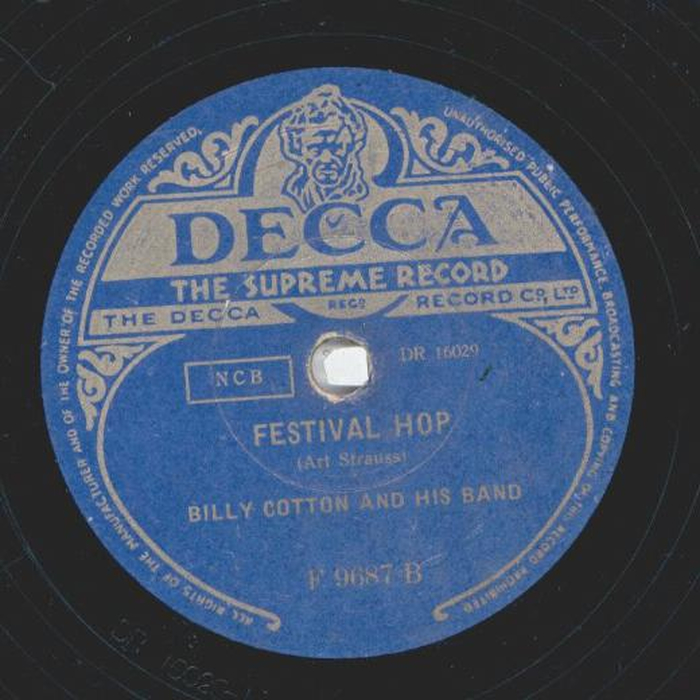 ALL RIGHTS OF THE MANUFACTURER AND OF THE OWNER OF THE RECORDED WORK RESERVED.
UNAUTHORISED PUBLIC PERFORMANCE BROADCASTING AND COPYING OF THIS RECORD PROHIBITED
DECCA
THE SUPREME RECORD
THE DECCA REGD RECORD CO., LTD
NCB
DR 16029
FESTIVAL HOP
(Art Strauss)
BILLY COTTON AND HIS BAND
F 9687 B